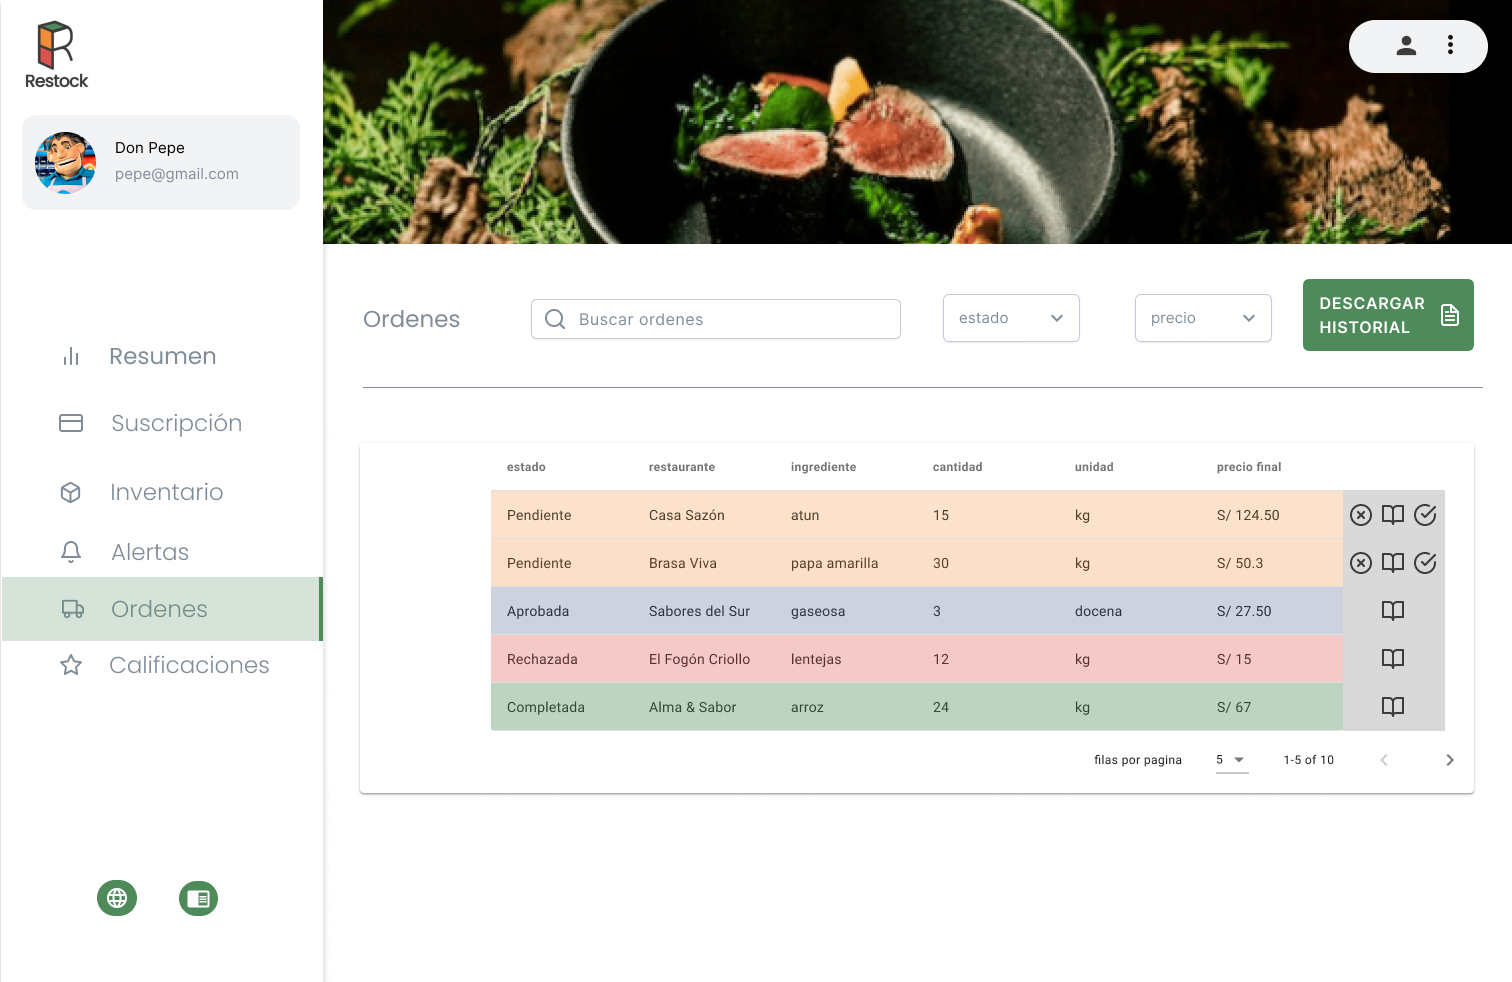 Restock
Don Pepe
pepe@gmail.com
Resumen
Suscripción
Inventario
Alertas
Ordenes
Calificaciones
Ordenes
Buscar ordenes
estado
precio
DESCARGAR
HISTORIAL
estado restaurante ingrediente cantidad unidad precio final
Pendiente Casa Sazón atun 15 kg S/ 124.50
Pendiente Brasa Viva papa amarilla 30 kg S/ 50.3
Aprobada Sabores del Sur gaseosa 3 docena S/ 27.50
Rechazada El Fogón Criollo lentejas 12 kg S/ 15
Completada Alma & Sabor arroz 24 kg S/ 67
filas por pagina 5 1-5 of 10